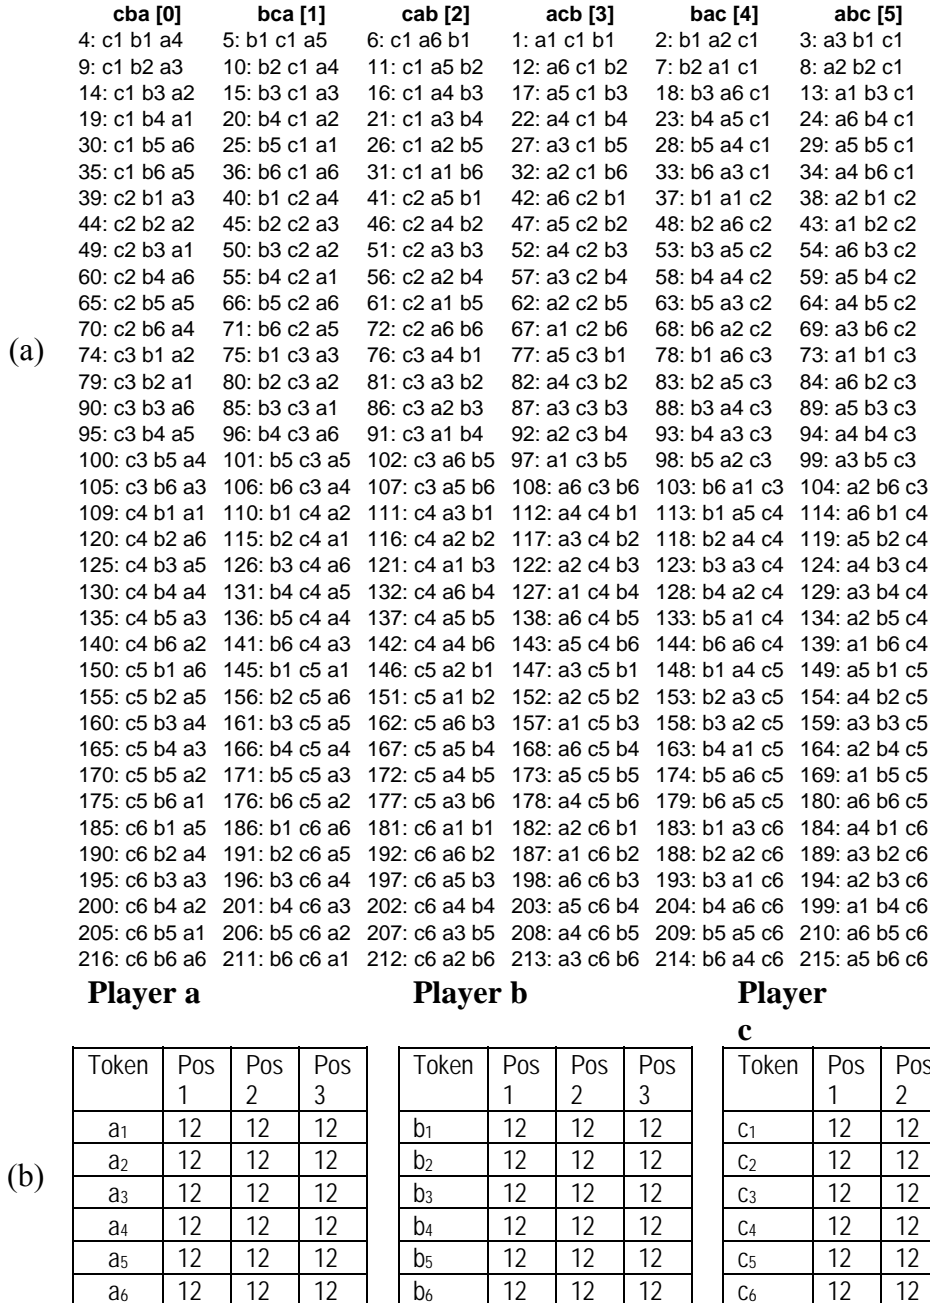 cba [0] bca [1] cab [2] acb [3] bac [4] abc [5]
4: c1 b1 a4 5: b1 c1 a5 6: c1 a6 b1 1: a1 c1 b1 2: b1 a2 c1 3: a3 b1 c1
9: c1 b2 a3 10: b2 c1 a4 11: c1 a5 b2 12: a6 c1 b2 7: b2 a1 c1 8: a2 b2 c1
14: c1 b3 a2 15: b3 c1 a3 16: c1 a4 b3 17: a5 c1 b3 18: b3 a6 c1 13: a1 b3 c1
19: c1 b4 a1 20: b4 c1 a2 21: c1 a3 b4 22: a4 c1 b4 23: b4 a5 c1 24: a6 b4 c1
30: c1 b5 a6 25: b5 c1 a1 26: c1 a2 b5 27: a3 c1 b5 28: b5 a4 c1 29: a5 b5 c1
35: c1 b6 a5 36: b6 c1 a6 31: c1 a1 b6 32: a2 c1 b6 33: b6 a3 c1 34: a4 b6 c1
39: c2 b1 a3 40: b1 c2 a4 41: c2 a5 b1 42: a6 c2 b1 37: b1 a1 c2 38: a2 b1 c2
44: c2 b2 a2 45: b2 c2 a3 46: c2 a4 b2 47: a5 c2 b2 48: b2 a6 c2 43: a1 b2 c2
49: c2 b3 a1 50: b3 c2 a2 51: c2 a3 b3 52: a4 c2 b3 53: b3 a5 c2 54: a6 b3 c2
60: c2 b4 a6 55: b4 c2 a1 56: c2 a2 b4 57: a3 c2 b4 58: b4 a4 c2 59: a5 b4 c2
65: c2 b5 a5 66: b5 c2 a6 61: c2 a1 b5 62: a2 c2 b5 63: b5 a3 c2 64: a4 b5 c2
70: c2 b6 a4 71: b6 c2 a5 72: c2 a6 b6 67: a1 c2 b6 68: b6 a2 c2 69: a3 b6 c2
(a) 74: c3 b1 a2 75: b1 c3 a3 76: c3 a4 b1 77: a5 c3 b1 78: b1 a6 c3 73: a1 b1 c3
79: c3 b2 a1 80: b2 c3 a2 81: c3 a3 b2 82: a4 c3 b2 83: b2 a5 c3 84: a6 b2 c3
90: c3 b3 a6 85: b3 c3 a1 86: c3 a2 b3 87: a3 c3 b3 88: b3 a4 c3 89: a5 b3 c3
95: c3 b4 a5 96: b4 c3 a6 91: c3 a1 b4 92: a2 c3 b4 93: b4 a3 c3 94: a4 b4 c3
100: c3 b5 a4 101: b5 c3 a5 102: c3 a6 b5 97: a1 c3 b5 98: b5 a2 c3 99: a3 b5 c3
105: c3 b6 a3 106: b6 c3 a4 107: c3 a5 b6 108: a6 c3 b6 103: b6 a1 c3 104: a2 b6 c3
109: c4 b1 a1 110: b1 c4 a2 111: c4 a3 b1 112: a4 c4 b1 113: b1 a5 c4 114: a6 b1 c4
120: c4 b2 a6 115: b2 c4 a1 116: c4 a2 b2 117: a3 c4 b2 118: b2 a4 c4 119: a5 b2 c4
125: c4 b3 a5 126: b3 c4 a6 121: c4 a1 b3 122: a2 c4 b3 123: b3 a3 c4 124: a4 b3 c4
130: c4 b4 a4 131: b4 c4 a5 132: c4 a6 b4 127: a1 c4 b4 128: b4 a2 c4 129: a3 b4 c4
135: c4 b5 a3 136: b5 c4 a4 137: c4 a5 b5 138: a6 c4 b5 133: b5 a1 c4 134: a2 b5 c4
140: c4 b6 a2 141: b6 c4 a3 142: c4 a4 b6 143: a5 c4 b6 144: b6 a6 c4 139: a1 b6 c4
150: c5 b1 a6 145: b1 c5 a1 146: c5 a2 b1 147: a3 c5 b1 148: b1 a4 c5 149: a5 b1 c5
155: c5 b2 a5 156: b2 c5 a6 151: c5 a1 b2 152: a2 c5 b2 153: b2 a3 c5 154: a4 b2 c5
160: c5 b3 a4 161: b3 c5 a5 162: c5 a6 b3 157: a1 c5 b3 158: b3 a2 c5 159: a3 b3 c5
165: c5 b4 a3 166: b4 c5 a4 167: c5 a5 b4 168: a6 c5 b4 163: b4 a1 c5 164: a2 b4 c5
170: c5 b5 a2 171: b5 c5 a3 172: c5 a4 b5 173: a5 c5 b5 174: b5 a6 c5 169: a1 b5 c5
175: c5 b6 a1 176: b6 c5 a2 177: c5 a3 b6 178: a4 c5 b6 179: b6 a5 c5 180: a6 b6 c5
185: c6 b1 a5 186: b1 c6 a6 181: c6 a1 b1 182: a2 c6 b1 183: b1 a3 c6 184: a4 b1 c6
190: c6 b2 a4 191: b2 c6 a5 192: c6 a6 b2 187: a1 c6 b2 188: b2 a2 c6 189: a3 b2 c6
195: c6 b3 a3 196: b3 c6 a4 197: c6 a5 b3 198: a6 c6 b3 193: b3 a1 c6 194: a2 b3 c6
200: c6 b4 a2 201: b4 c6 a3 202: c6 a4 b4 203: a5 c6 b4 204: b4 a6 c6 199: a1 b4 c6
205: c6 b5 a1 206: b5 c6 a2 207: c6 a3 b5 208: a4 c6 b5 209: b5 a5 c6 210: a6 b5 c6
216: c6 b6 a6 211: b6 c6 a1 212: c6 a2 b6 213: a3 c6 b6 214: b6 a4 c6 215: a5 b6 c6
Player a Player b Player
c
Token Pos Pos Pos Token Pos Pos Pos Token Pos Pos
1 2 3 1 2 3 1 2
a1 12 12 12 b1 12 12 12 c1 12 12
a2 12 12 12 b2 12 12 12 c2 12 12
(b) a3 12 12 12 b3 12 12 12 c3 12 12
a4 12 12 12 b4 12 12 12 c4 12 12
a5 12 12 12 b5 12 12 12 c5 12 12
a6 12 12 12 b6 12 12 12 c6 12 12